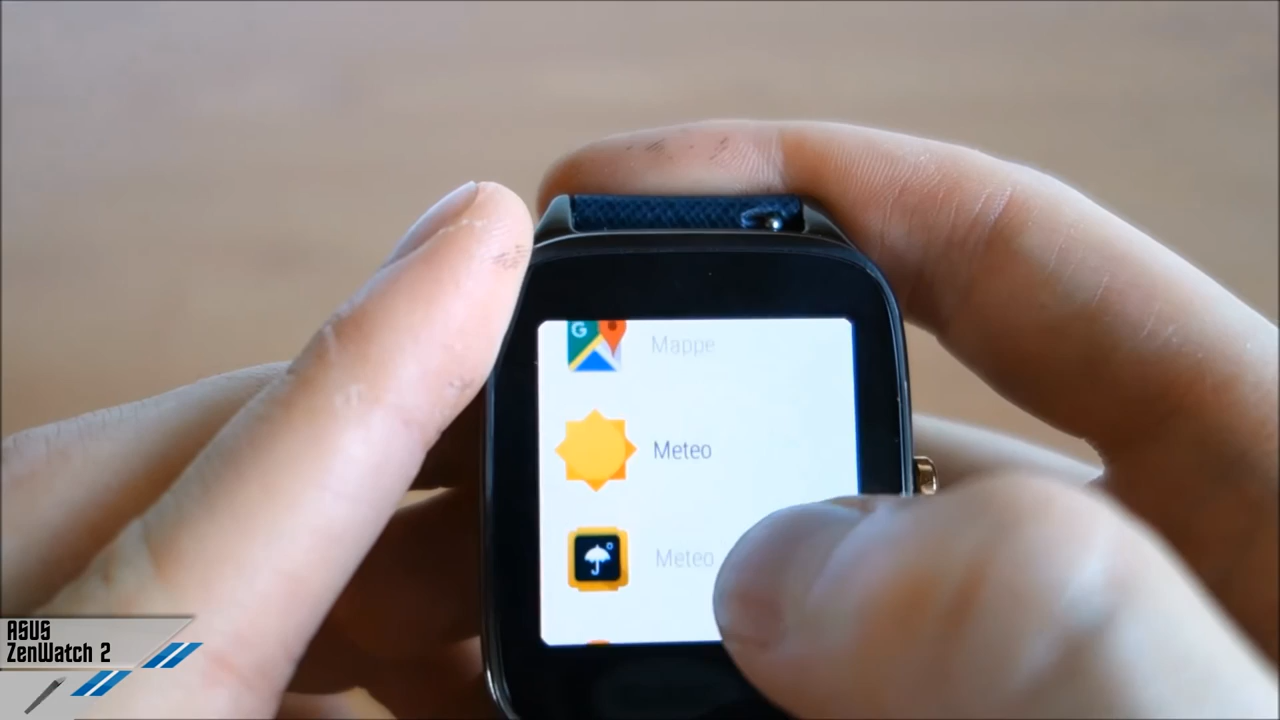 G
Mappe
Meteo
Meteo
ASUS
ZenWatch 2